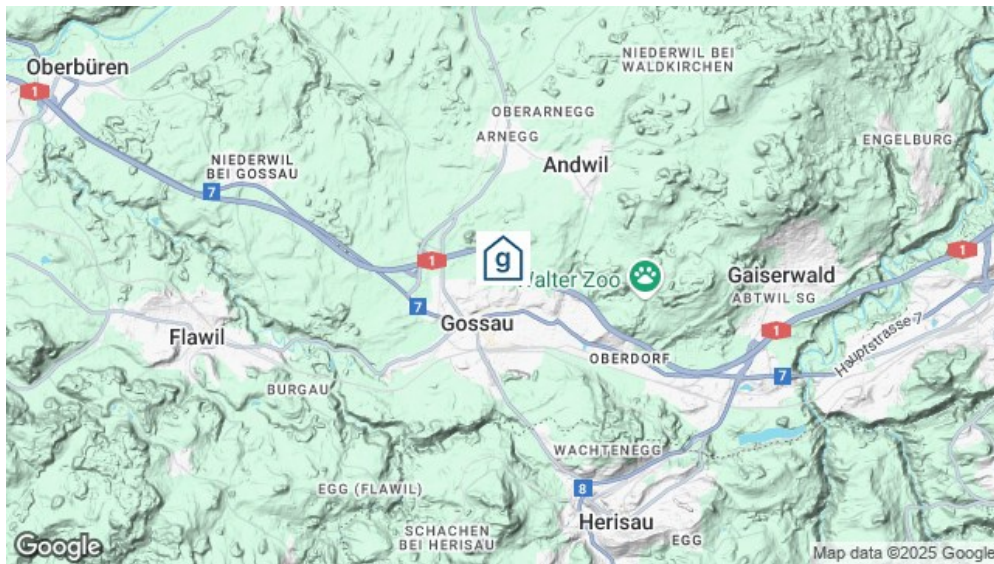 Oberbüren
1
NIEDERWIL BEI
WALDKIRCHEN
OBERARNEGG
ARNEGG
Andwil
ENGELBURG
NIEDERWIL
BEI GOSSAU
7
1
g
Walter Zoo
1
Gaiserwald
ABTWIL SG
7
Gossau
1
Hauptstrasse 7
Flawil
OBERDORF
7
BURGAU
WACHTENEGG
EGG (FLAWIL)
8
Herisau
SCHACHEN
BEI HERISAU
EGG
Google
Map data ©2025 Google